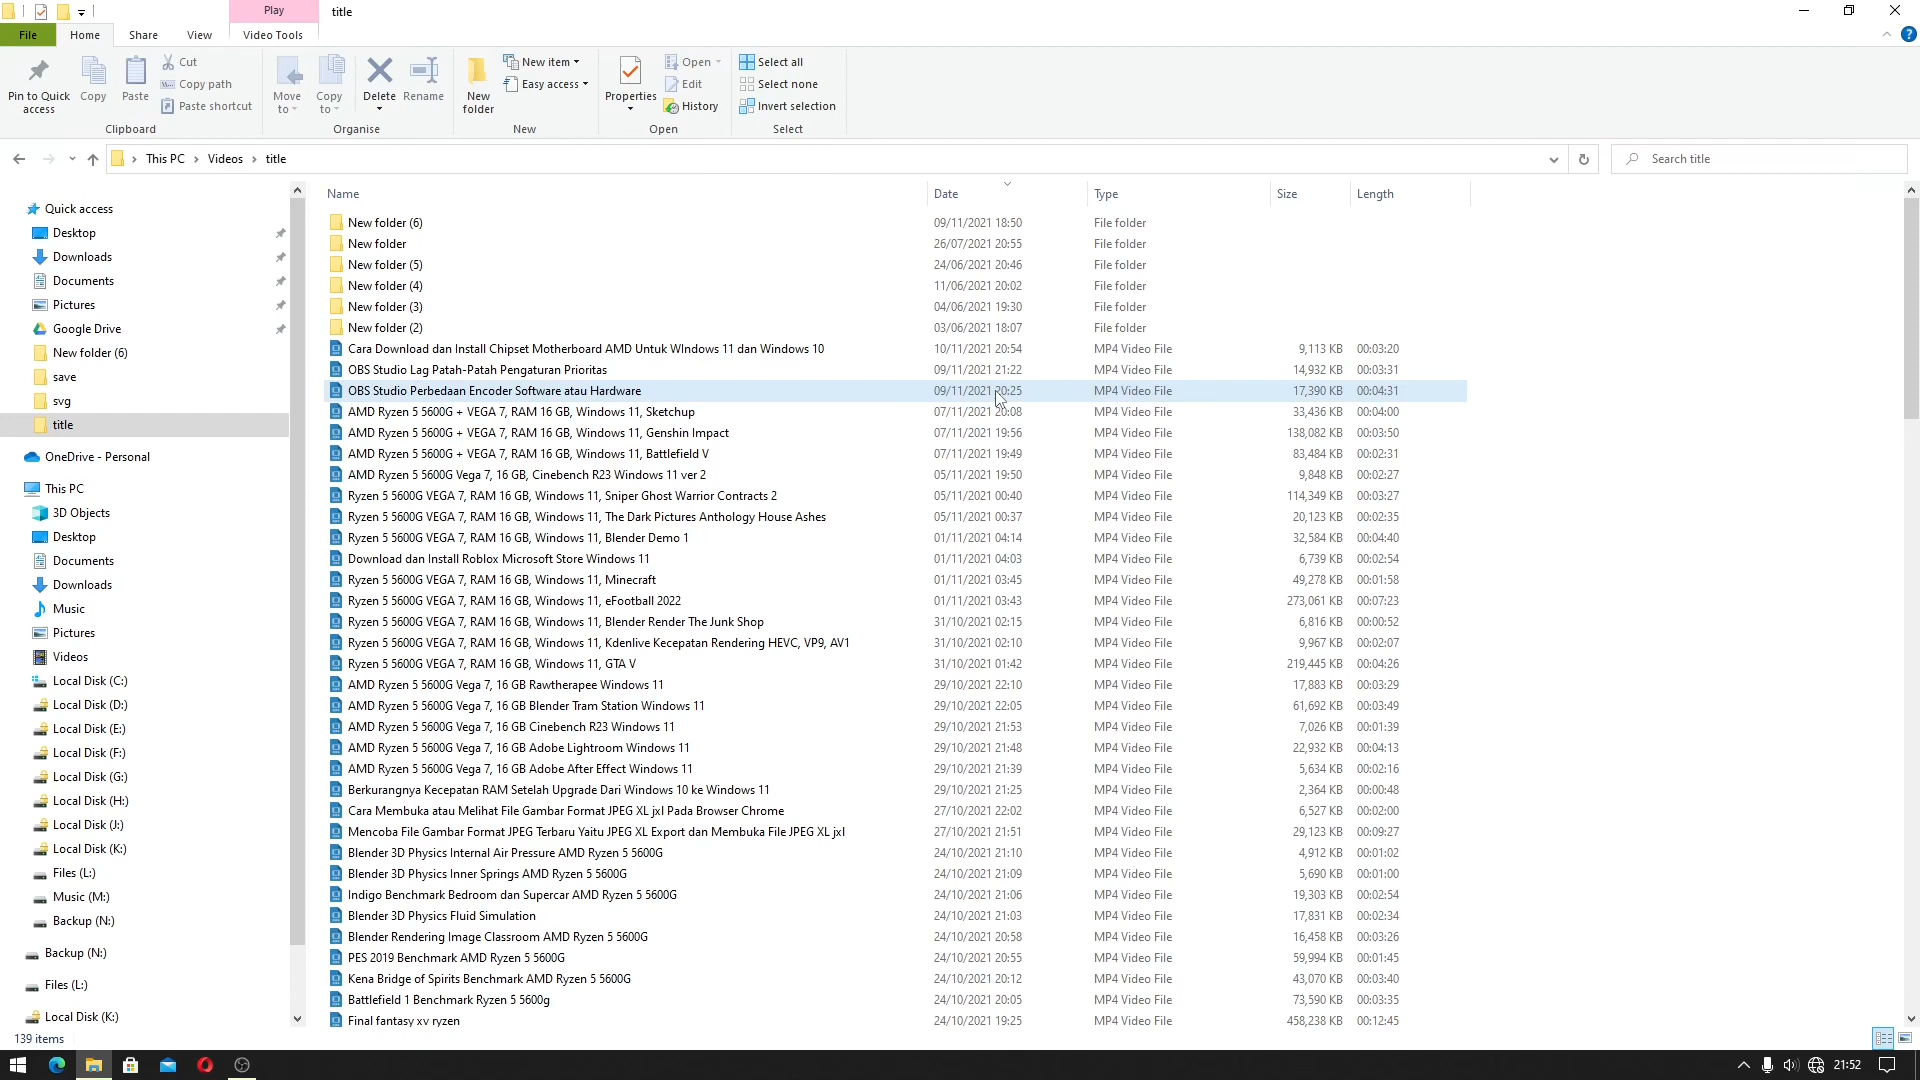 Play
title
File
Home
Share
View
Video Tools
Pin to Quick access
Copy
Paste
Cut
Copy path
Paste shortcut
Clipboard
Move to
Copy to
Delete
Rename
Organise
New folder
New item
Easy access
New
Properties
Open
Edit
History
Open
Select all
Select none
Invert selection
Select
This PC
Videos
title
Search title
Name Date Type Size Length
Quick access
Desktop
Downloads
Documents
Pictures
Google Drive
New folder (6)
save
svg
title
OneDrive - Personal
This PC
3D Objects
Desktop
Documents
Downloads
Music
Pictures
Videos
Local Disk (C:)
Local Disk (D:)
Local Disk (E:)
Local Disk (F:)
Local Disk (G:)
Local Disk (H:)
Local Disk (J:)
Local Disk (K:)
Files (L:)
Music (M:)
Backup (N:)
Backup (N:)
Files (L:)
Local Disk (K:)
New folder (6) 09/11/2021 18:50 File folder
New folder 26/07/2021 20:55 File folder
New folder (5) 24/06/2021 20:46 File folder
New folder (4) 11/06/2021 20:02 File folder
New folder (3) 04/06/2021 19:30 File folder
New folder (2) 03/06/2021 18:07 File folder
Cara Download dan Install Chipset Motherboard AMD Untuk WIndows 11 dan Windows 10 10/11/2021 20:54 MP4 Video File 9,113 KB 00:03:20
OBS Studio Lag Patah-Patah Pengaturan Prioritas 09/11/2021 21:22 MP4 Video File 14,932 KB 00:03:31
OBS Studio Perbedaan Encoder Software atau Hardware 09/11/2021 20:25 MP4 Video File 17,390 KB 00:04:31
AMD Ryzen 5 5600G + VEGA 7, RAM 16 GB, Windows 11, Sketchup 07/11/2021 20:08 MP4 Video File 33,436 KB 00:04:00
AMD Ryzen 5 5600G + VEGA 7, RAM 16 GB, Windows 11, Genshin Impact 07/11/2021 19:56 MP4 Video File 138,082 KB 00:03:50
AMD Ryzen 5 5600G + VEGA 7, RAM 16 GB, Windows 11, Battlefield V 07/11/2021 19:49 MP4 Video File 83,484 KB 00:02:31
AMD Ryzen 5 5600G Vega 7, 16 GB, Cinebench R23 Windows 11 ver 2 05/11/2021 19:50 MP4 Video File 9,848 KB 00:02:27
Ryzen 5 5600G VEGA 7, RAM 16 GB, Windows 11, Sniper Ghost Warrior Contracts 2 05/11/2021 00:40 MP4 Video File 114,349 KB 00:03:27
Ryzen 5 5600G VEGA 7, RAM 16 GB, Windows 11, The Dark Pictures Anthology House Ashes 05/11/2021 00:37 MP4 Video File 20,123 KB 00:02:35
Ryzen 5 5600G VEGA 7, RAM 16 GB, Windows 11, Blender Demo 1 01/11/2021 04:14 MP4 Video File 32,584 KB 00:04:40
Download dan Install Roblox Microsoft Store Windows 11 01/11/2021 04:03 MP4 Video File 6,739 KB 00:02:54
Ryzen 5 5600G VEGA 7, RAM 16 GB, Windows 11, Minecraft 01/11/2021 03:45 MP4 Video File 49,278 KB 00:01:58
Ryzen 5 5600G VEGA 7, RAM 16 GB, Windows 11, eFootball 2022 01/11/2021 03:43 MP4 Video File 273,061 KB 00:07:23
Ryzen 5 5600G VEGA 7, RAM 16 GB, Windows 11, Blender Render The Junk Shop 31/10/2021 02:15 MP4 Video File 6,816 KB 00:00:52
Ryzen 5 5600G VEGA 7, RAM 16 GB, Windows 11, Kdenlive Kecepatan Rendering HEVC, VP9, AV1 31/10/2021 02:10 MP4 Video File 9,967 KB 00:02:07
Ryzen 5 5600G VEGA 7, RAM 16 GB, Windows 11, GTA V 31/10/2021 01:42 MP4 Video File 219,445 KB 00:04:26
AMD Ryzen 5 5600G Vega 7, 16 GB Rawtherapee Windows 11 29/10/2021 22:10 MP4 Video File 17,883 KB 00:03:29
AMD Ryzen 5 5600G Vega 7, 16 GB Blender Tram Station Windows 11 29/10/2021 22:05 MP4 Video File 61,692 KB 00:03:49
AMD Ryzen 5 5600G Vega 7, 16 GB Cinebench R23 Windows 11 29/10/2021 21:53 MP4 Video File 7,026 KB 00:01:39
AMD Ryzen 5 5600G Vega 7, 16 GB Adobe Lightroom Windows 11 29/10/2021 21:48 MP4 Video File 22,932 KB 00:04:13
AMD Ryzen 5 5600G Vega 7, 16 GB Adobe After Effect Windows 11 29/10/2021 21:39 MP4 Video File 5,634 KB 00:02:16
Berkurangnya Kecepatan RAM Setelah Upgrade Dari Windows 10 ke Windows 11 29/10/2021 21:25 MP4 Video File 2,364 KB 00:00:48
Cara Membuka atau Melihat File Gambar Format JPEG XL jxl Pada Browser Chrome 27/10/2021 22:02 MP4 Video File 6,527 KB 00:02:00
Mencoba File Gambar Format JPEG Terbaru Yaitu JPEG XL Export dan Membuka File JPEG XL jxl 27/10/2021 21:51 MP4 Video File 29,123 KB 00:09:27
Blender 3D Physics Internal Air Pressure AMD Ryzen 5 5600G 24/10/2021 21:10 MP4 Video File 4,912 KB 00:01:02
Blender 3D Physics Inner Springs AMD Ryzen 5 5600G 24/10/2021 21:09 MP4 Video File 5,690 KB 00:01:00
Indigo Benchmark Bedroom dan Supercar AMD Ryzen 5 5600G 24/10/2021 21:06 MP4 Video File 19,303 KB 00:02:54
Blender 3D Physics Fluid Simulation 24/10/2021 21:03 MP4 Video File 17,831 KB 00:02:34
Blender Rendering Image Classroom AMD Ryzen 5 5600G 24/10/2021 20:58 MP4 Video File 16,458 KB 00:03:26
PES 2019 Benchmark AMD Ryzen 5 5600G 24/10/2021 20:55 MP4 Video File 59,994 KB 00:01:45
Kena Bridge of Spirits Benchmark AMD Ryzen 5 5600G 24/10/2021 20:12 MP4 Video File 43,070 KB 00:03:40
Battlefield 1 Benchmark Ryzen 5 5600g 24/10/2021 20:05 MP4 Video File 73,590 KB 00:03:35
Final fantasy xv ryzen 24/10/2021 19:25 MP4 Video File 458,238 KB 00:12:45
139 items
21:52